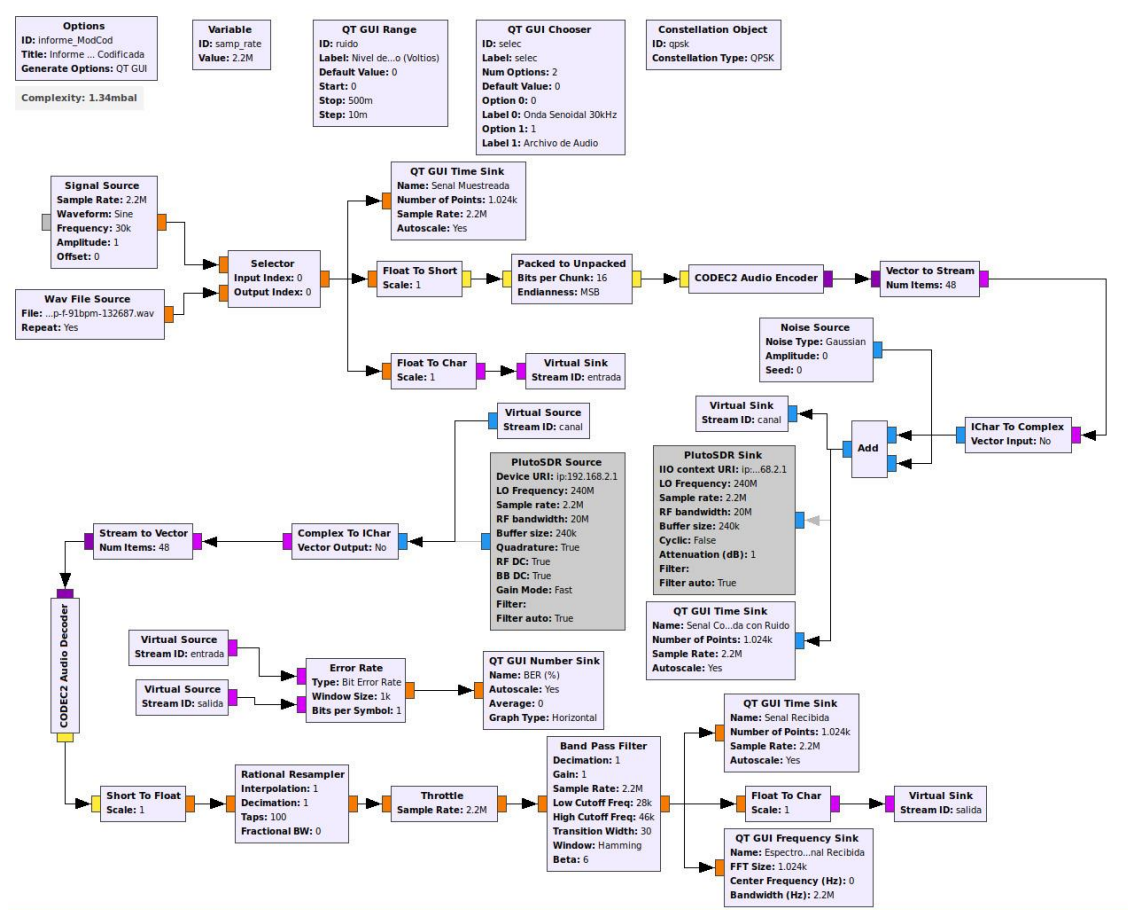 Options
ID: informe_ModCod
Title: Informe ... Codificada
Generate Options: QT GUI
Complexity: 1.34mbal
Variable
ID: samp_rate
Value: 2.2M
QT GUI Range
ID: ruido
Label: Nivel de...o (Voltios)
Default Value: 0
Start: 0
Stop: 500m
Step: 10m
QT GUI Chooser
ID: selec
Label: selec
Num Options: 2
Default Value: 0
Option 0: 0
Label 0: Onda Senoidal 30kHz
Option 1: 1
Label 1: Archivo de Audio
Constellation Object
ID: qpsk
Constellation Type: QPSK
Signal Source
Sample Rate: 2.2M
Waveform: Sine
Frequency: 30k
Amplitude: 1
Offset: 0
Wav File Source
File: ...p-f-91bpm-132687.wav
Repeat: Yes
Selector
Input Index: 0
Output Index: 0
QT GUI Time Sink
Name: Senal Muestreada
Number of Points: 1.024k
Sample Rate: 2.2M
Autoscale: Yes
Float To Short
Scale: 1
Packed to Unpacked
Bits per Chunk: 16
Endianness: MSB
CODEC2 Audio Encoder
Vector to Stream
Num Items: 48
Float To Char
Scale: 1
Virtual Sink
Stream ID: entrada
Noise Source
Noise Type: Gaussian
Amplitude: 0
Seed: 0
IChar To Complex
Vector Input: No
Add
Virtual Sink
Stream ID: canal
PlutoSDR Sink
IIO context URI: ip:...68.2.1
LO Frequency: 240M
Sample rate: 2.2M
RF bandwidth: 20M
Buffer size: 240k
Cyclic: False
Attenuation (dB): 1
Filter:
Filter auto: True
QT GUI Time Sink
Name: Senal Co...da con Ruido
Number of Points: 1.024k
Sample Rate: 2.2M
Autoscale: Yes
Virtual Source
Stream ID: canal
PlutoSDR Source
Device URI: ip:192.168.2.1
LO Frequency: 240M
Sample rate: 2.2M
RF bandwidth: 20M
Buffer size: 240k
Quadrature: True
RF DC: True
BB DC: True
Gain Mode: Fast
Filter:
Filter auto: True
Complex To IChar
Vector Output: No
Stream to Vector
Num Items: 48
CODEC2 Audio Decoder
Virtual Source
Stream ID: entrada
Virtual Source
Stream ID: salida
Error Rate
Type: Bit Error Rate
Window Size: 1k
Bits per Symbol: 1
QT GUI Number Sink
Name: BER (%)
Autoscale: Yes
Average: 0
Graph Type: Horizontal
Short To Float
Scale: 1
Rational Resampler
Interpolation: 1
Decimation: 1
Taps: 100
Fractional BW: 0
Throttle
Sample Rate: 2.2M
Band Pass Filter
Decimation: 1
Gain: 1
Sample Rate: 2.2M
Low Cutoff Freq: 28k
High Cutoff Freq: 46k
Transition Width: 30
Window: Hamming
Beta: 6
QT GUI Time Sink
Name: Senal Recibida
Number of Points: 1.024k
Sample Rate: 2.2M
Autoscale: Yes
Float To Char
Scale: 1
Virtual Sink
Stream ID: salida
QT GUI Frequency Sink
Name: Espectro...nal Recibida
FFT Size: 1.024k
Center Frequency (Hz): 0
Bandwidth (Hz): 2.2M